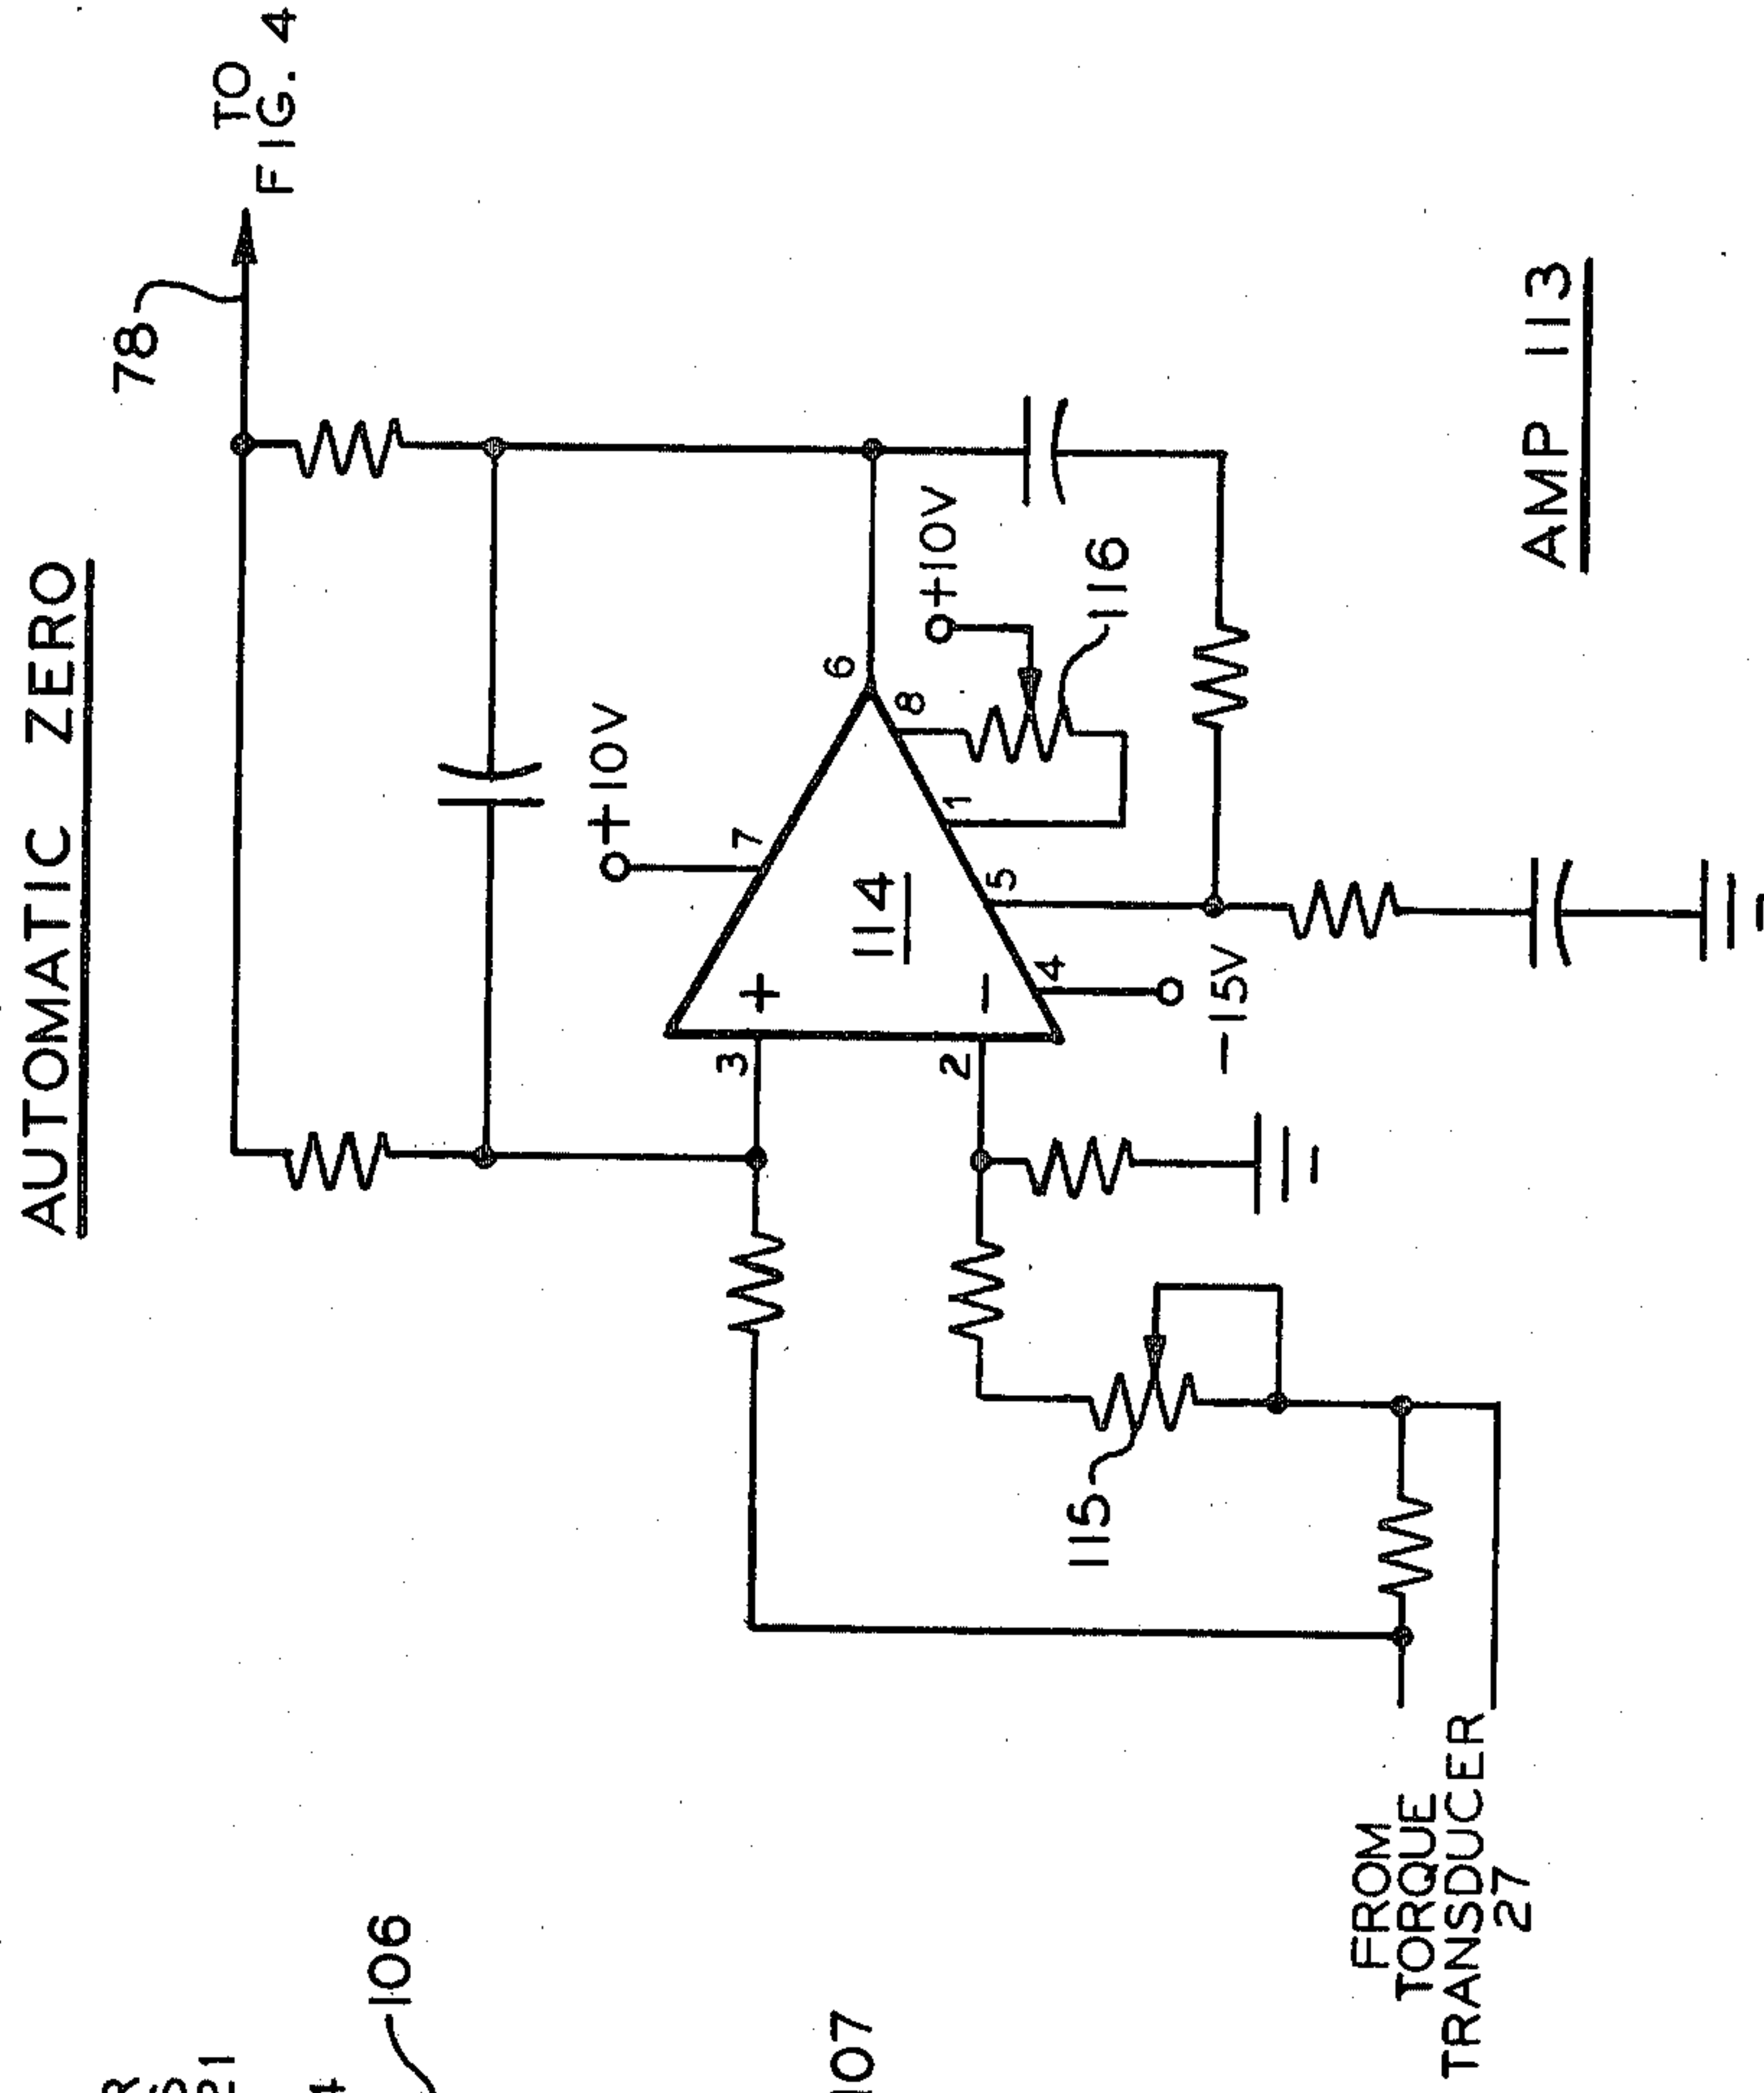 AUTOMATIC ZERO
78
TO
FIG. 4
+10V
7
6
+10V
8
116
1
114
5
+
3
-
4
2
-15V
115
FROM
TORQUE
TRANSDUCER
27
AMP 113
106
107
21